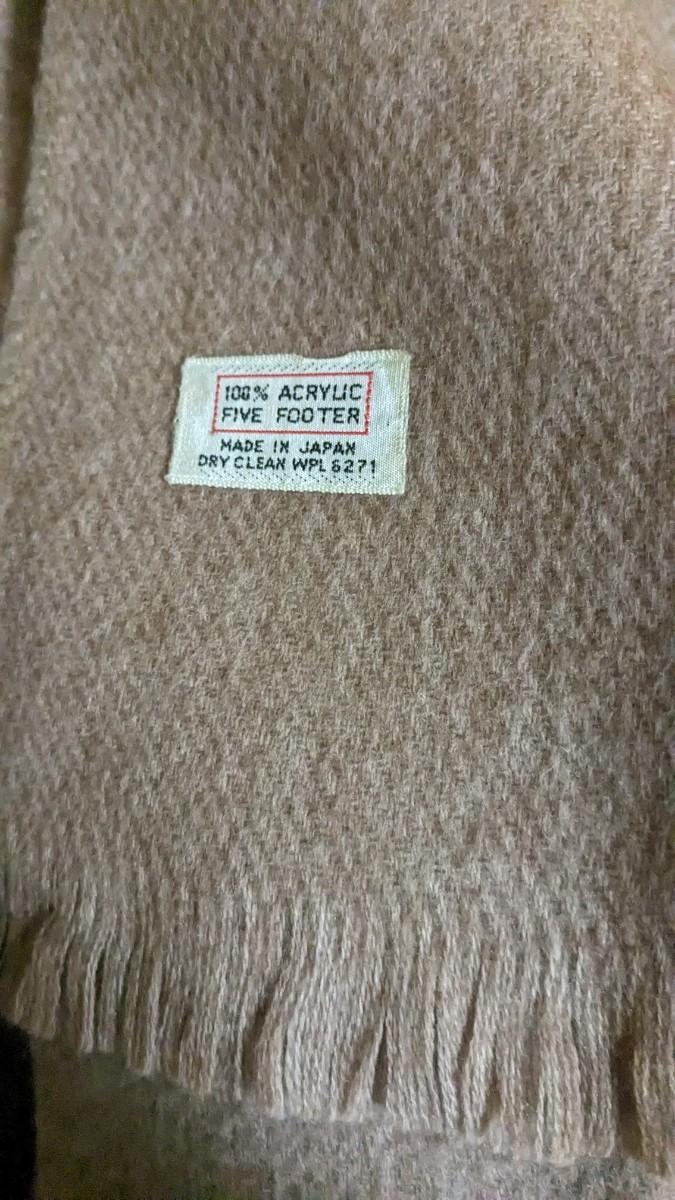 100% ACRYLIC
FIVE FOOTER
MADE IN JAPAN
DRY CLEAN WPL 6271